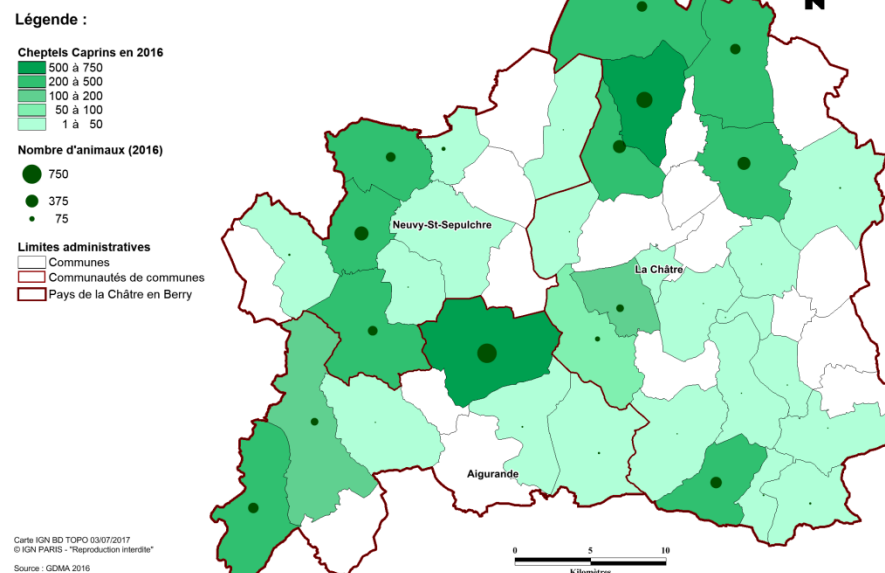 N
Légende :
Cheptels Caprins en 2016
500 à 750
200 à 500
100 à 200
50 à 100
1 à 50
Nombre d'animaux (2016)
750
375
75
Limites administratives
Communes
Communautés de communes
Pays de la Châtre en Berry
Neuvy-St-Sepulchre
La Châtre
Aigurande
Carte IGN BD TOPO 03/07/2017
© IGN PARIS - "Reproduction interdite"
Source : GDMA 2016
0 5 10
Kilomètres